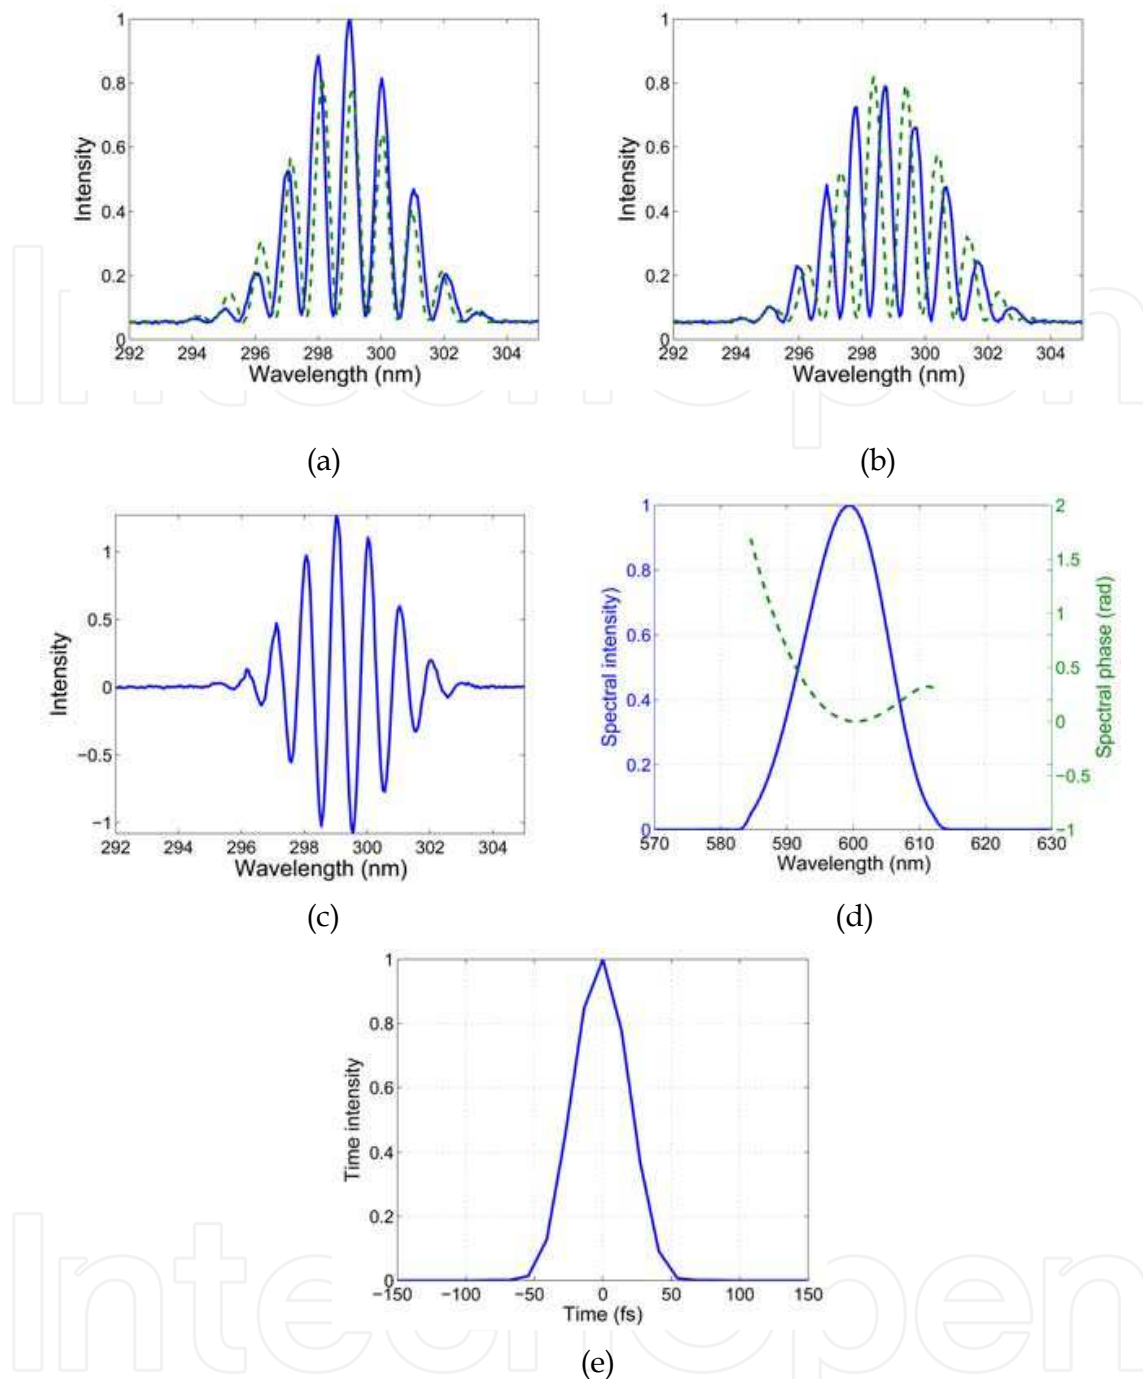 1
0.8
0.6
0.4
0.2
0
Intensity
292 294 296 298 300 302 304
Wavelength (nm)
(a)
1
0.8
0.6
0.4
0.2
0
Intensity
292 294 296 298 300 302 304
Wavelength (nm)
(b)
1
0.5
0
−0.5
−1
Intensity
292 294 296 298 300 302 304
Wavelength (nm)
(c)
1
0.8
0.6
0.4
0.2
0
Spectral intensity)
2
1.5
1
0.5
0
−0.5
−1
Spectral phase (rad)
570 580 590 600 610 620 630
Wavelength (nm)
(d)
1
0.8
0.6
0.4
0.2
0
Time intensity
−150 −100 −50 0 50 100 150
Time (fs)
(e)
IntechOpen
IntechOpen